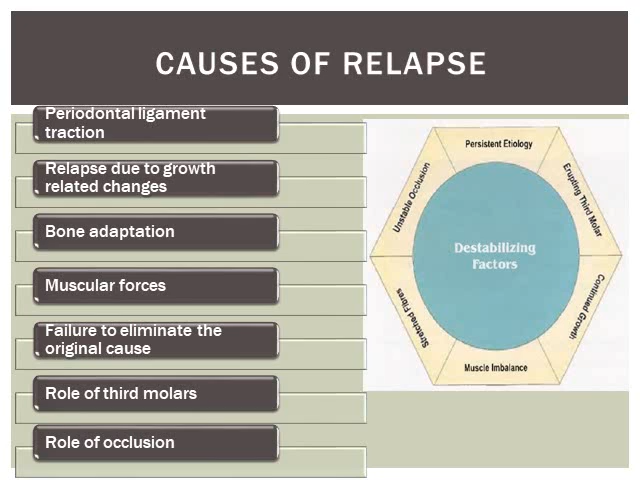 CAUSES OF RELAPSE
Periodontal ligament
traction
Relapse due to growth
related changes
Bone adaptation
Muscular forces
Failure to eliminate the
original cause
Role of third molars
Role of occlusion
Persistent Etiology
Erupting Third Molar
Continued Growth
Muscle Imbalance
Stretched Fibres
Unstable Occlusion
Destabilizing
Factors